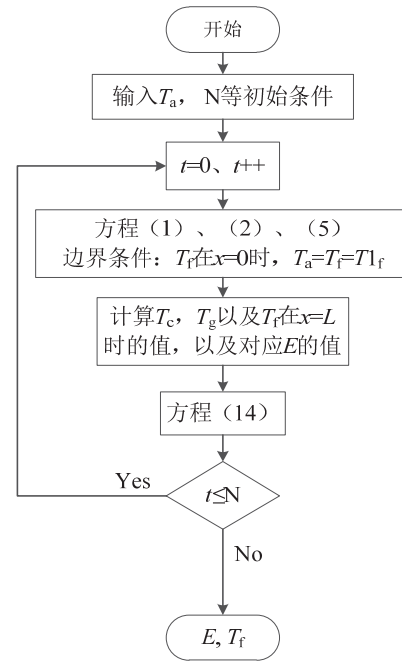 开始
输入Ta， N等初始条件
t=0、t++
方程（1）、（2）、（5）
边界条件：Tf在x=0时，Ta=Tf=T1f
计算Tc，Tg以及Tf在x=L
时的值，以及对应E的值
方程（14）
Yes
t≤N
No
E, Tf